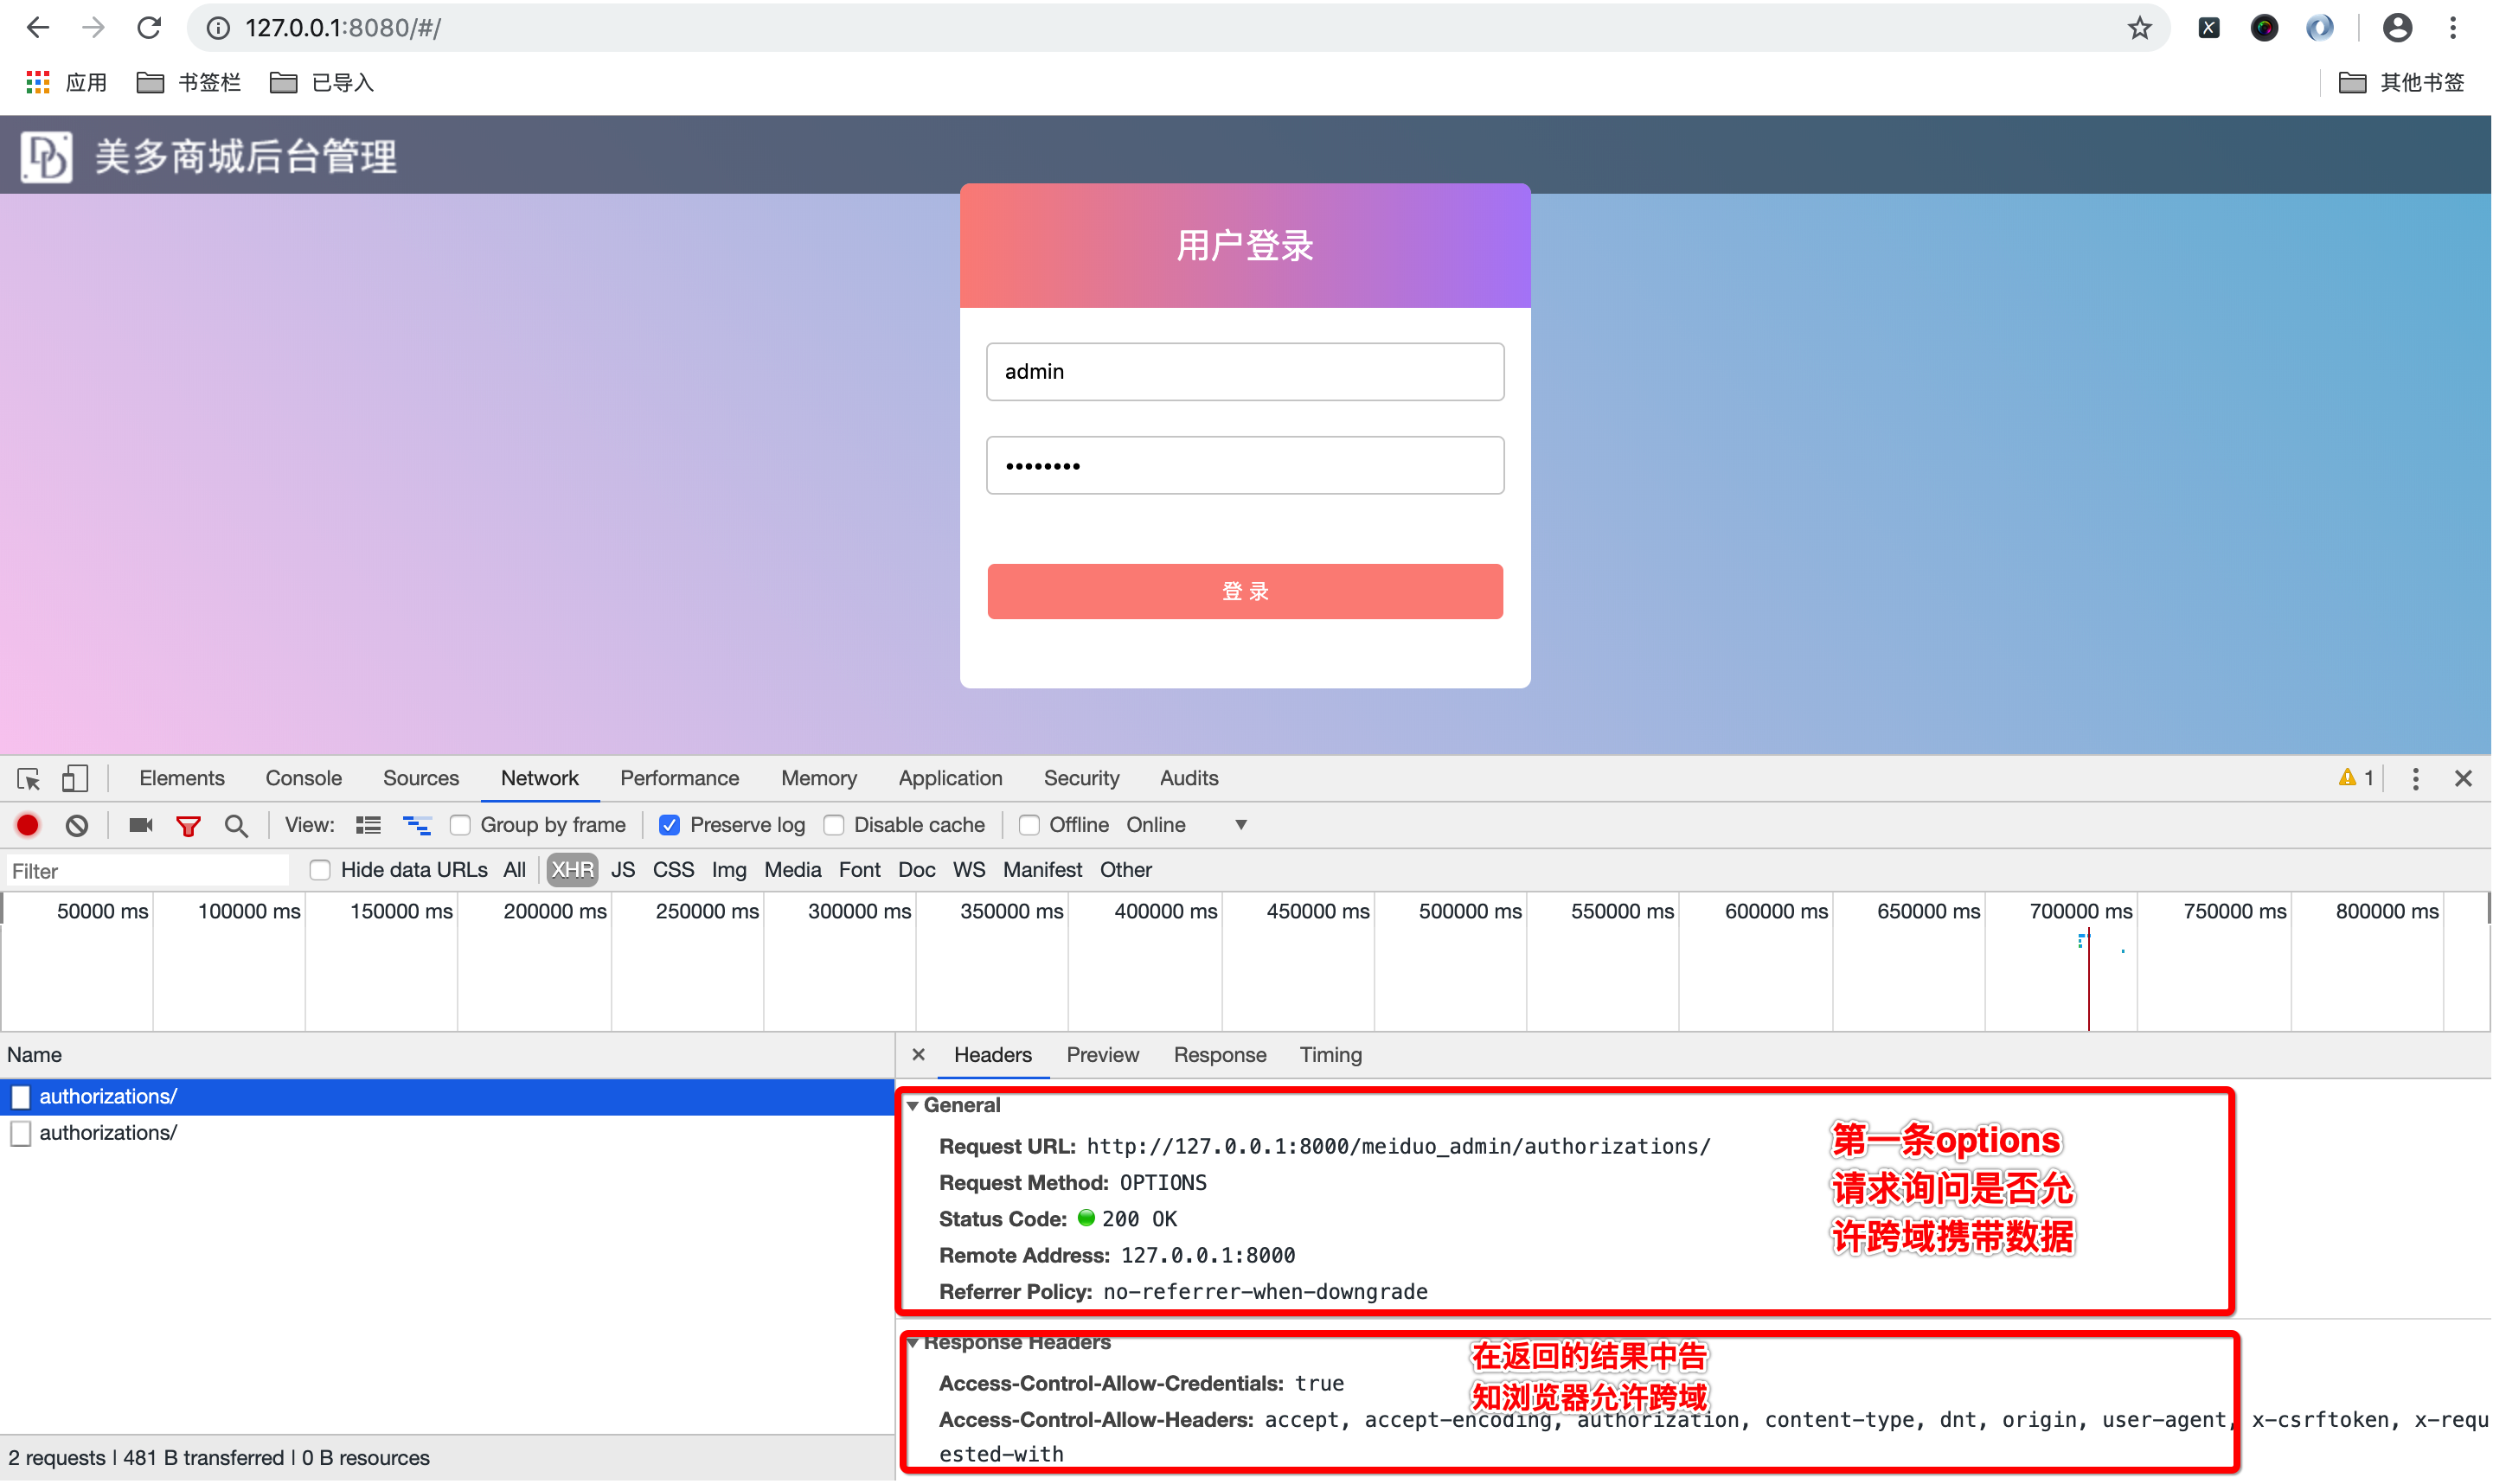 127.0.0.1:8080/#/
应用 书签栏 已导入 其他书签
美多商城后台管理
用户登录
admin
••••••••
登 录
Elements Console Sources Network Performance Memory Application Security Audits 1
View: Group by frame Preserve log Disable cache Offline Online
Filter Hide data URLs All XHR JS CSS Img Media Font Doc WS Manifest Other
50000 ms 100000 ms 150000 ms 200000 ms 250000 ms 300000 ms 350000 ms 400000 ms 450000 ms 500000 ms 550000 ms 600000 ms 650000 ms 700000 ms 750000 ms 800000 ms
Name
Headers Preview Response Timing
authorizations/
authorizations/
General
Request URL: http://127.0.0.1:8000/meiduo_admin/authorizations/
Request Method: OPTIONS
Status Code: 200 OK
Remote Address: 127.0.0.1:8000
Referrer Policy: no-referrer-when-downgrade
第一条options
请求询问是否允
许跨域携带数据
Response Headers
在返回的结果中告
知浏览器允许跨域
Access-Control-Allow-Credentials: true
Access-Control-Allow-Headers: accept, accept-encoding, authorization, content-type, dnt, origin, user-agent, x-csrftoken, x-requ
ested-with
2 requests | 481 B transferred | 0 B resources